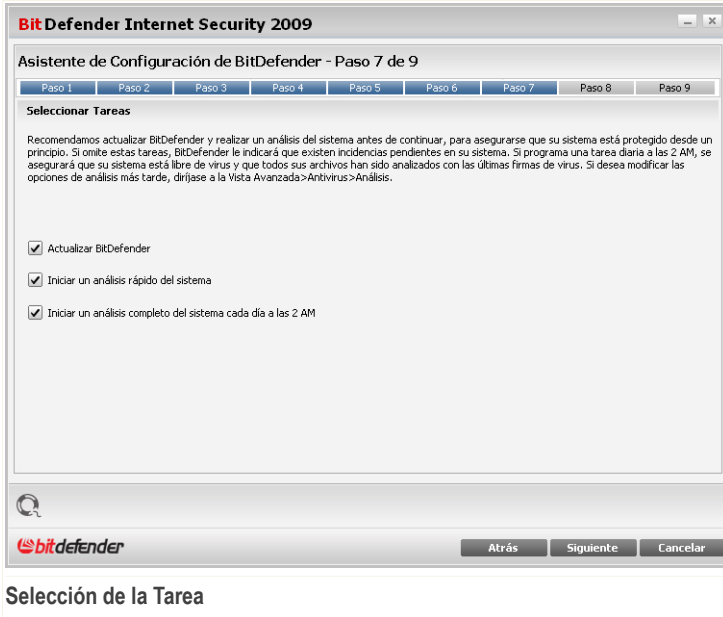 BitDefender Internet Security 2009
Asistente de Configuración de BitDefender - Paso 7 de 9
Paso 1 Paso 2 Paso 3 Paso 4 Paso 5 Paso 6 Paso 7 Paso 8 Paso 9
Seleccionar Tareas
Recomendamos actualizar BitDefender y realizar un análisis del sistema antes de continuar, para asegurarse que su sistema está protegido desde un
principio. Si omite estas tareas, BitDefender le indicará que existen incidencias pendientes en su sistema. Si programa una tarea diaria a las 2 AM, se
asegurará que su sistema está libre de virus y que todos sus archivos han sido analizados con las últimas firmas de virus. Si desea modificar las
opciones de análisis más tarde, diríjase a la Vista Avanzada>Antivirus>Análisis.
Actualizar BitDefender
Iniciar un análisis rápido del sistema
Iniciar un análisis completo del sistema cada día a las 2 AM
bitdefender
Atrás Siguiente Cancelar
Selección de la Tarea